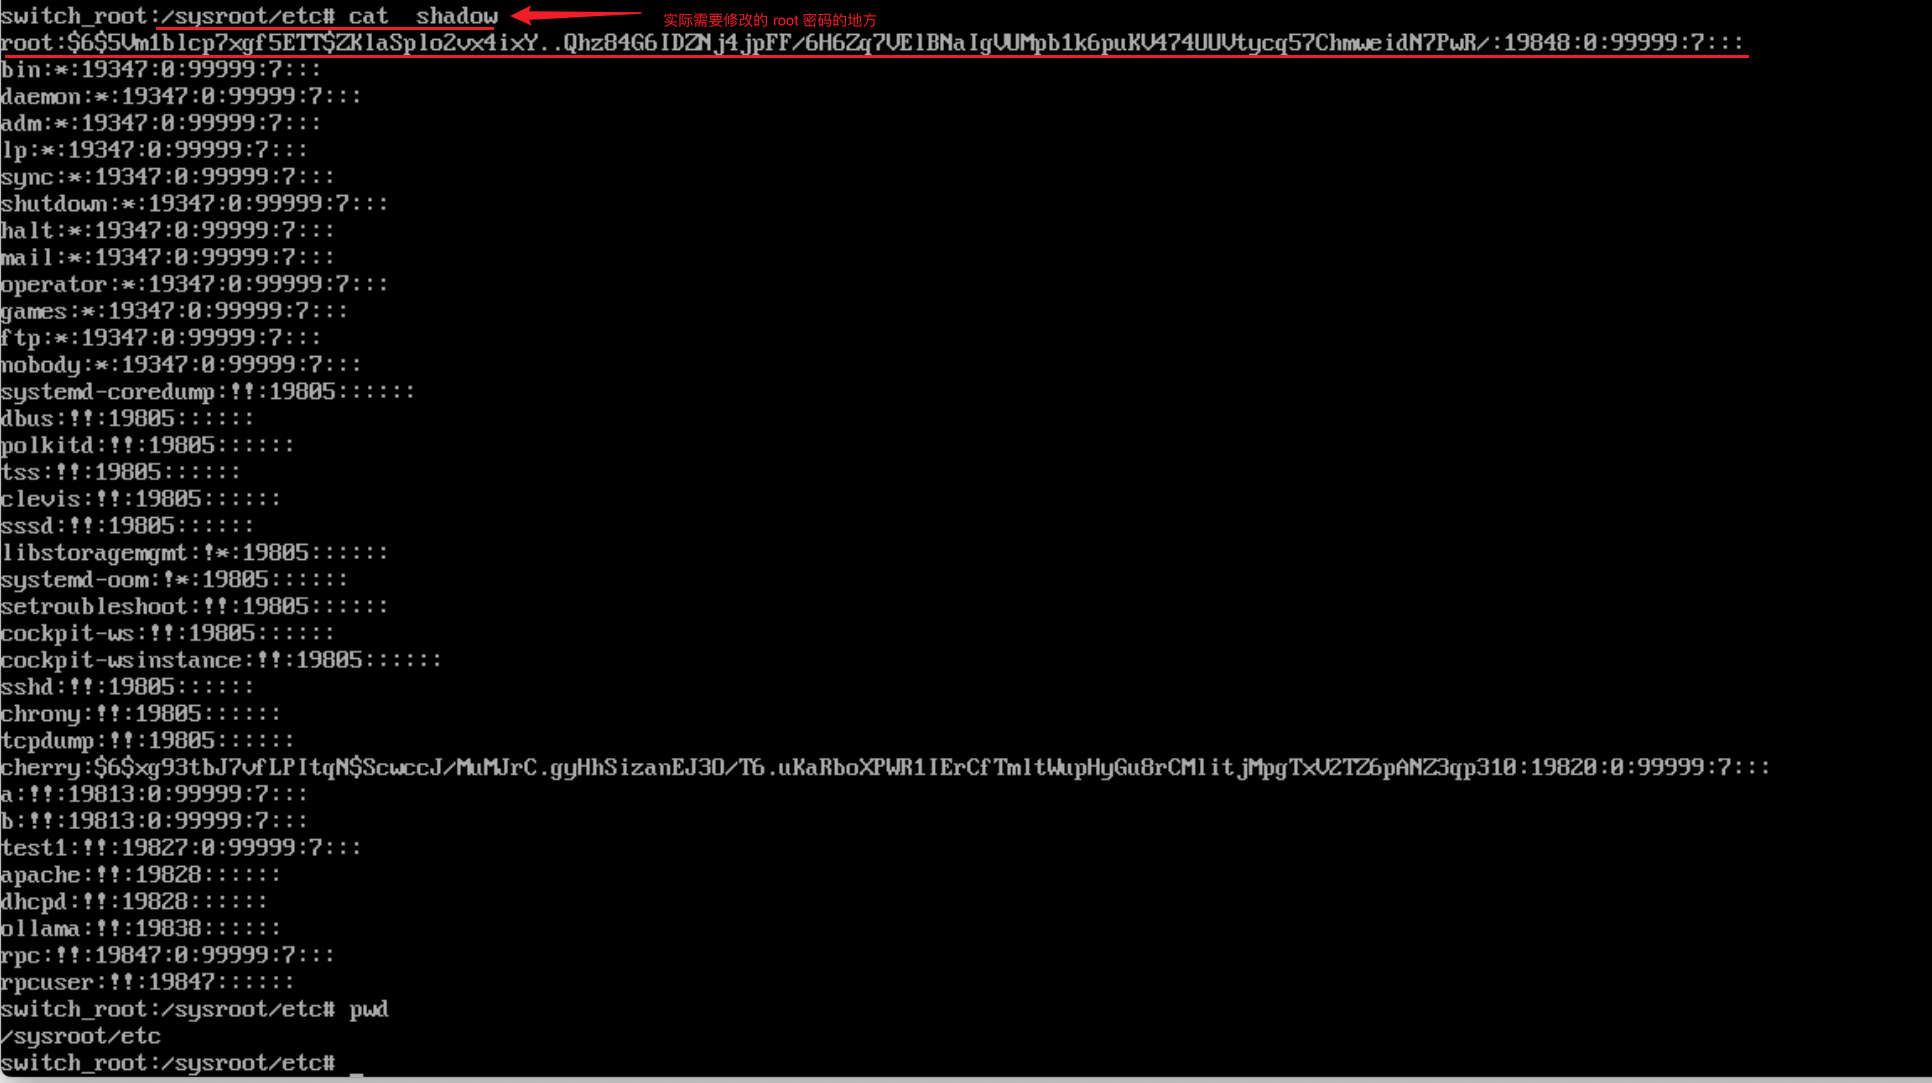 switch_root:/sysroot/etc# cat  shadow
实际需要修改的 root 密码的地方
root:$6$5Vm1blcp7xgf5ETT$ZKlaSplo2vx4ixY..Qhz84G6IDZNj4jpFF/6H6Zq7VElBNaIgVUMpb1k6puKV474UUVtycq57ChmweidN7PwR/:19848:0:99999:7:::
bin:*:19347:0:99999:7:::
daemon:*:19347:0:99999:7:::
adm:*:19347:0:99999:7:::
lp:*:19347:0:99999:7:::
sync:*:19347:0:99999:7:::
shutdown:*:19347:0:99999:7:::
halt:*:19347:0:99999:7:::
mail:*:19347:0:99999:7:::
operator:*:19347:0:99999:7:::
games:*:19347:0:99999:7:::
ftp:*:19347:0:99999:7:::
nobody:*:19347:0:99999:7:::
systemd-coredump:!!:19805::::::
dbus:!!:19805::::::
polkitd:!!:19805::::::
tss:!!:19805::::::
clevis:!!:19805::::::
sssd:!!:19805::::::
libstoragemgmt:!*:19805::::::
systemd-oom:!*:19805::::::
setroubleshoot:!!:19805::::::
cockpit-ws:!!:19805::::::
cockpit-wsinstance:!!:19805::::::
sshd:!!:19805::::::
chrony:!!:19805::::::
tcpdump:!!:19805::::::
cherry:$6$xg93tbJ7vfLPItqN$ScwccJ/MuMJrC.gyHhSizanEJ3O/T6.uKaRboXPWR1IErCfTmltWupHyGu8rCMlitjMpgTxV2TZ6pANZ3qp310:19820:0:99999:7:::
a:!!:19813:0:99999:7:::
b:!!:19813:0:99999:7:::
test1:!!:19827:0:99999:7:::
apache:!!:19828::::::
dhcpd:!!:19828::::::
ollama:!!:19838::::::
rpc:!!:19847:0:99999:7:::
rpcuser:!!:19847::::::
switch_root:/sysroot/etc# pwd
/sysroot/etc
switch_root:/sysroot/etc# _